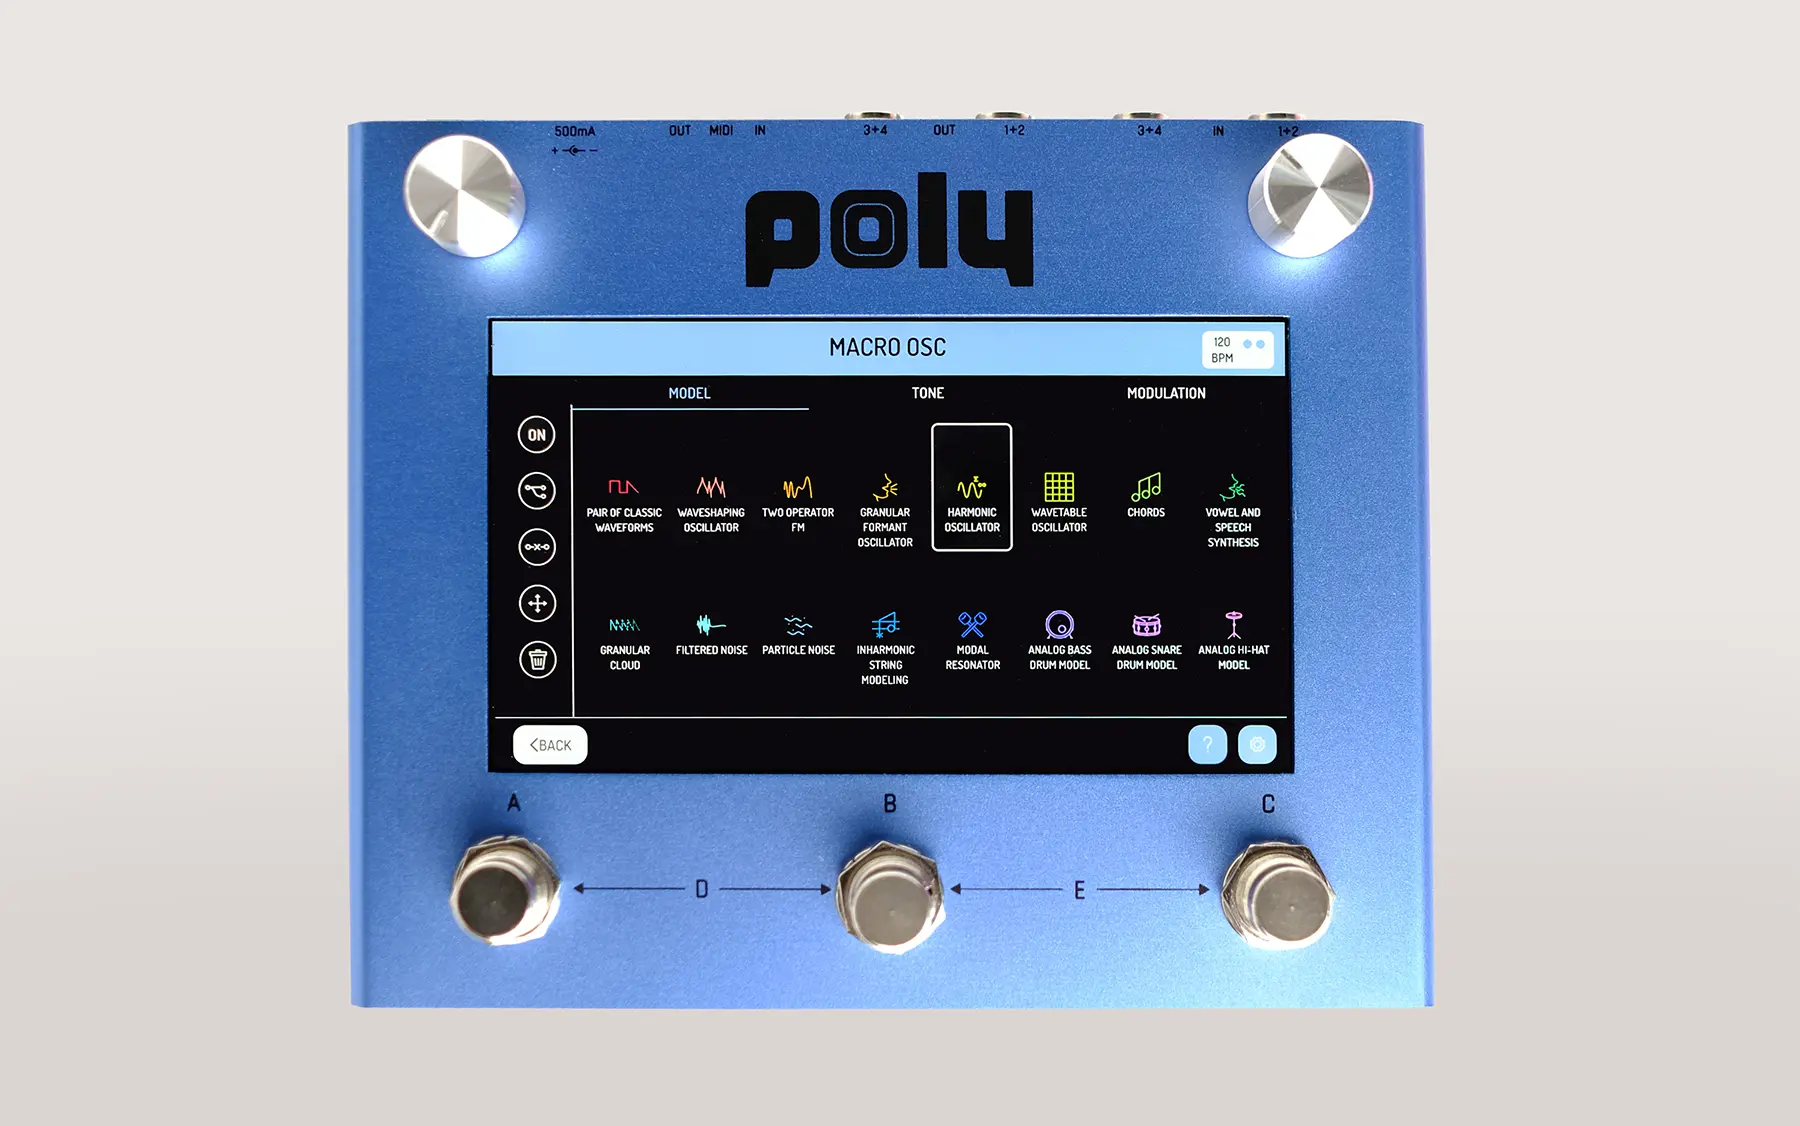 500mA
OUT MIDI IN
3+4 OUT 1+2
3+4 IN 1+2
+ −
poly
MACRO OSC
120
BPM
MODEL TONE MODULATION
ON
PAIR OF CLASSIC
WAVEFORMS
WAVESHAPING
OSCILLATOR
TWO OPERATOR
FM
GRANULAR
FORMANT
OSCILLATOR
HARMONIC
OSCILLATOR
WAVETABLE
OSCILLATOR
CHORDS
VOWEL AND
SPEECH
SYNTHESIS
GRANULAR
CLOUD
FILTERED NOISE
PARTICLE NOISE
INHARMONIC
STRING
MODELING
MODAL
RESONATOR
ANALOG BASS
DRUM MODEL
ANALOG SNARE
DRUM MODEL
ANALOG HI-HAT
MODEL
<BACK
?
A B C
D E